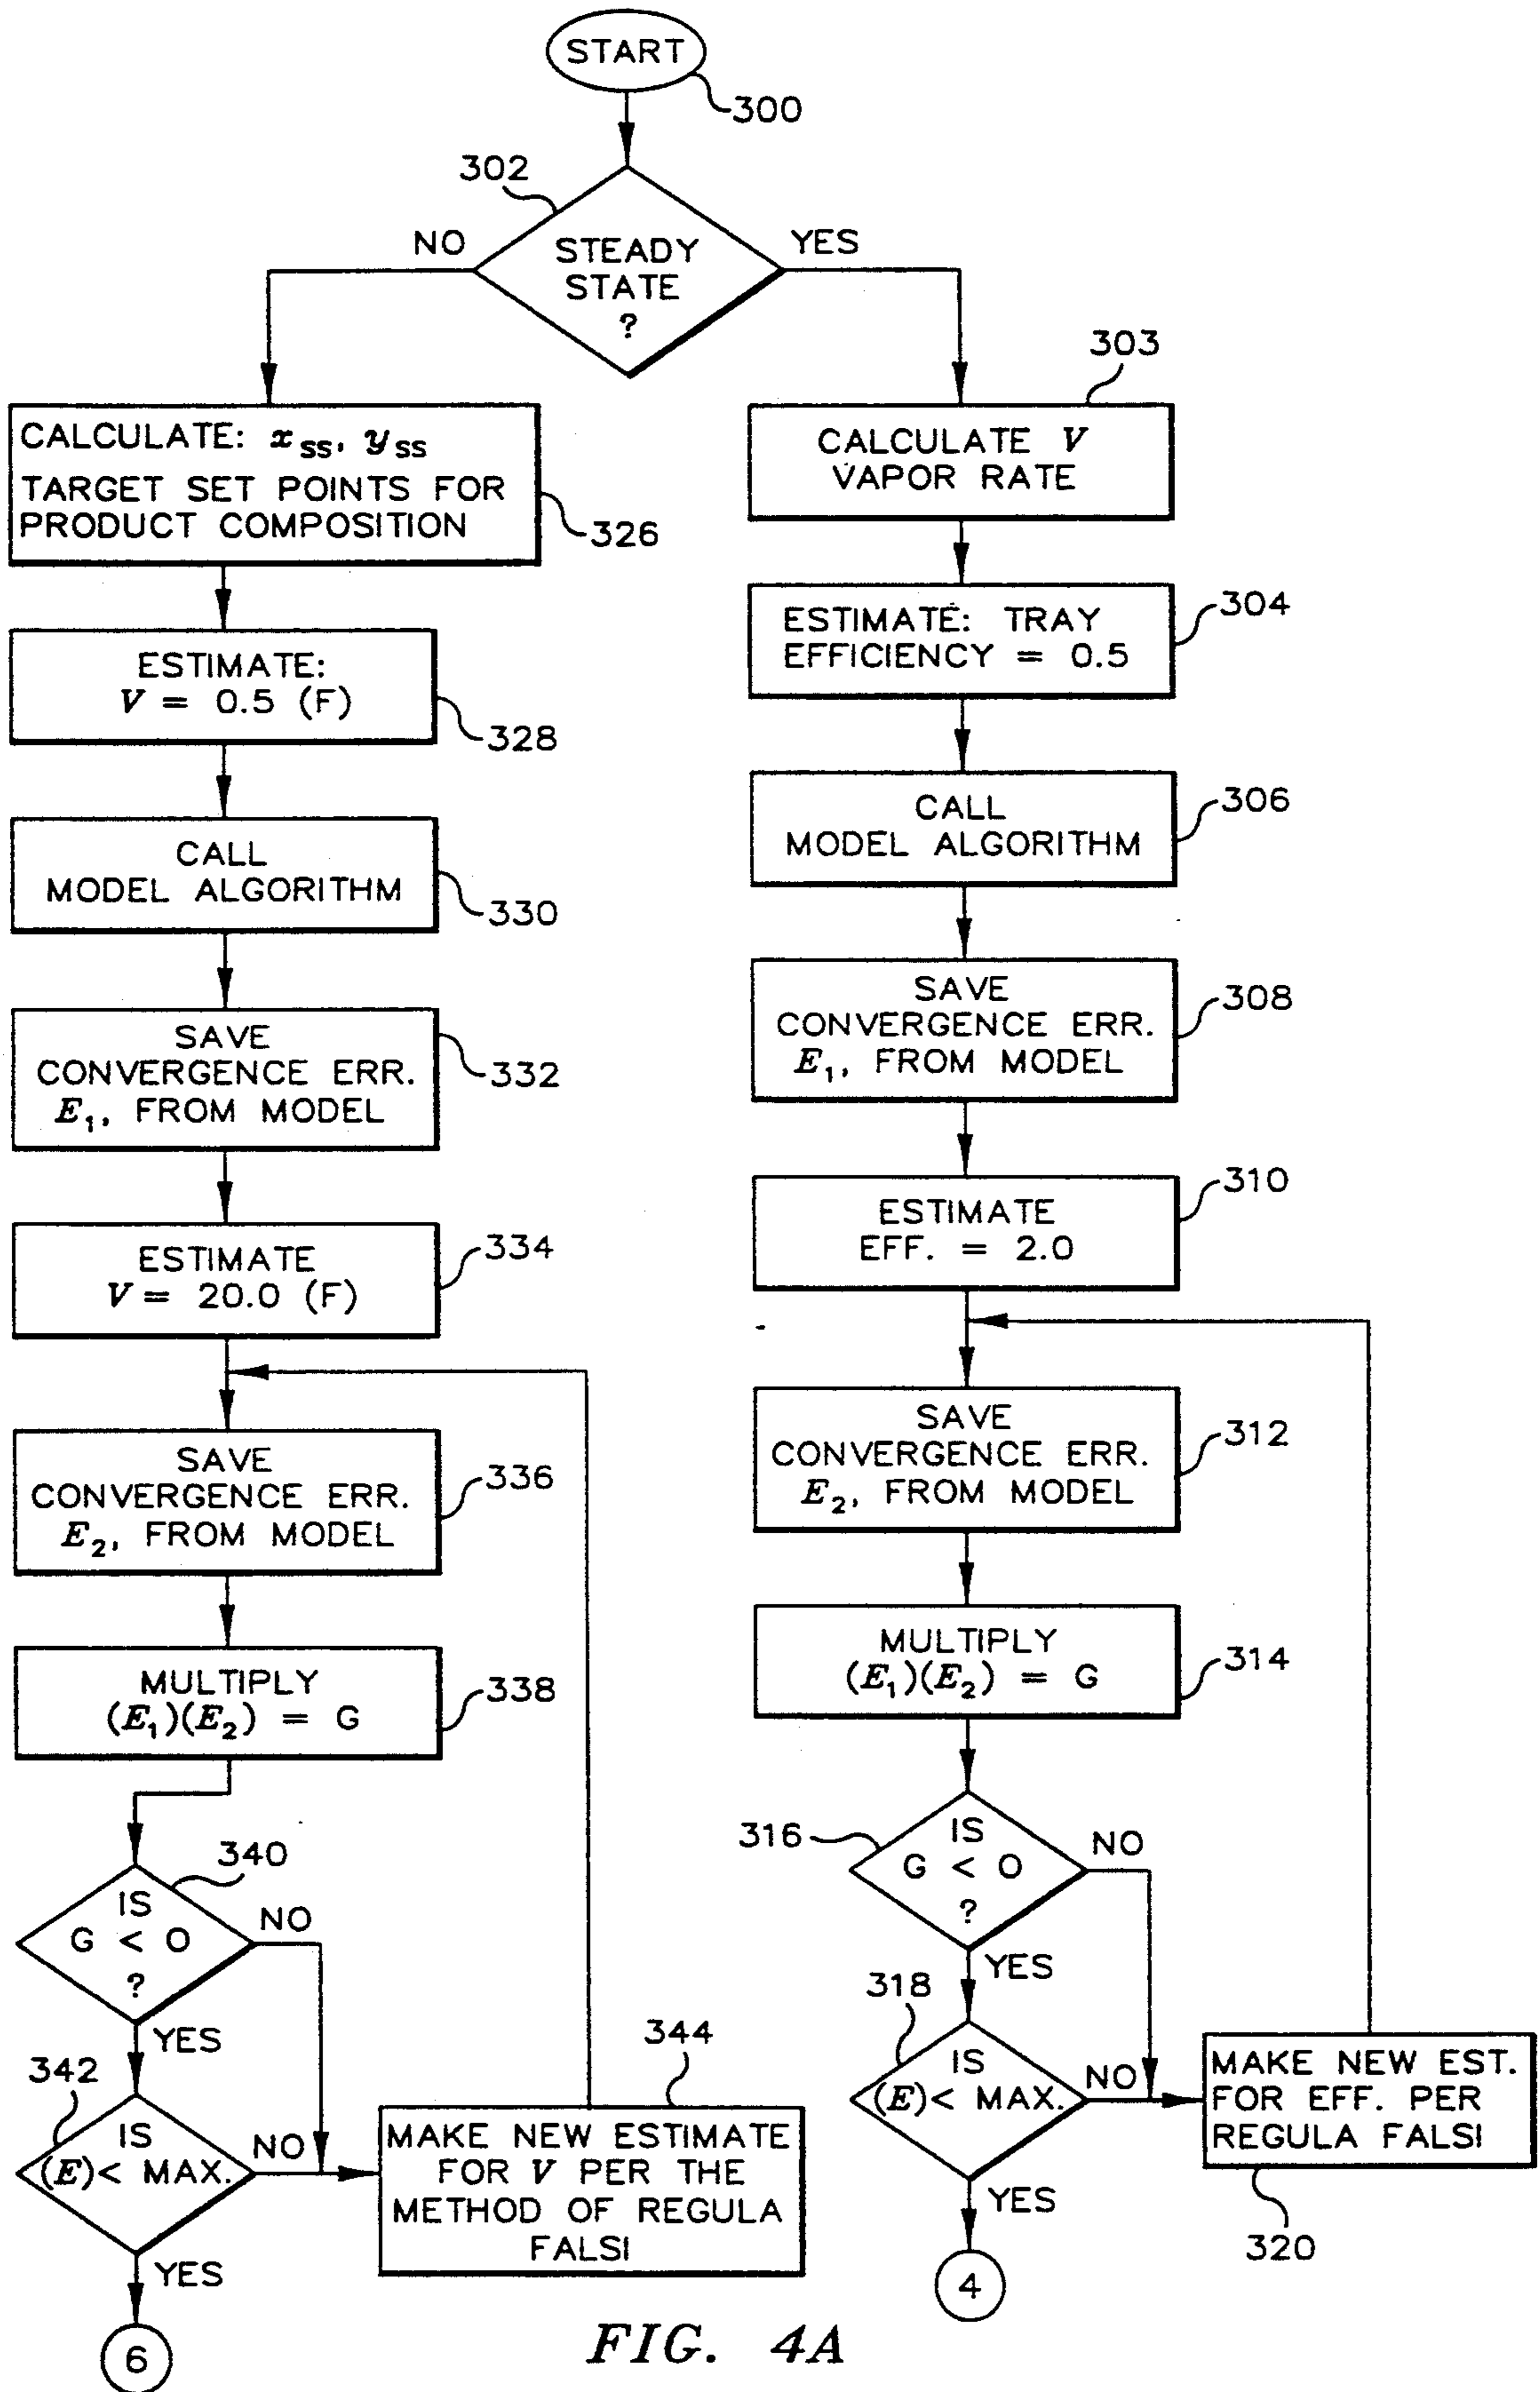 START
300
302
STEADY
STATE
?
NO
YES
CALCULATE: x_ss, y_ss
TARGET SET POINTS FOR
PRODUCT COMPOSITION
326
ESTIMATE:
V = 0.5 (F)
328
CALL
MODEL ALGORITHM
330
SAVE
CONVERGENCE ERR.
E₁, FROM MODEL
332
ESTIMATE
V = 20.0 (F)
334
SAVE
CONVERGENCE ERR.
E₂, FROM MODEL
336
MULTIPLY
(E₁)(E₂) = G
338
340
IS
G < 0
?
NO
YES
342
IS
(E)< MAX.
NO
YES
344
MAKE NEW ESTIMATE
FOR V PER THE
METHOD OF REGULA
FALSI
6
303
CALCULATE V
VAPOR RATE
ESTIMATE: TRAY
EFFICIENCY = 0.5
304
CALL
MODEL ALGORITHM
306
SAVE
CONVERGENCE ERR.
E₁, FROM MODEL
308
ESTIMATE
EFF. = 2.0
310
SAVE
CONVERGENCE ERR.
E₂, FROM MODEL
312
MULTIPLY
(E₁)(E₂) = G
314
316
IS
G < 0
?
NO
YES
318
IS
(E)< MAX.
NO
YES
MAKE NEW EST.
FOR EFF. PER
REGULA FALSI
320
4
FIG. 4A